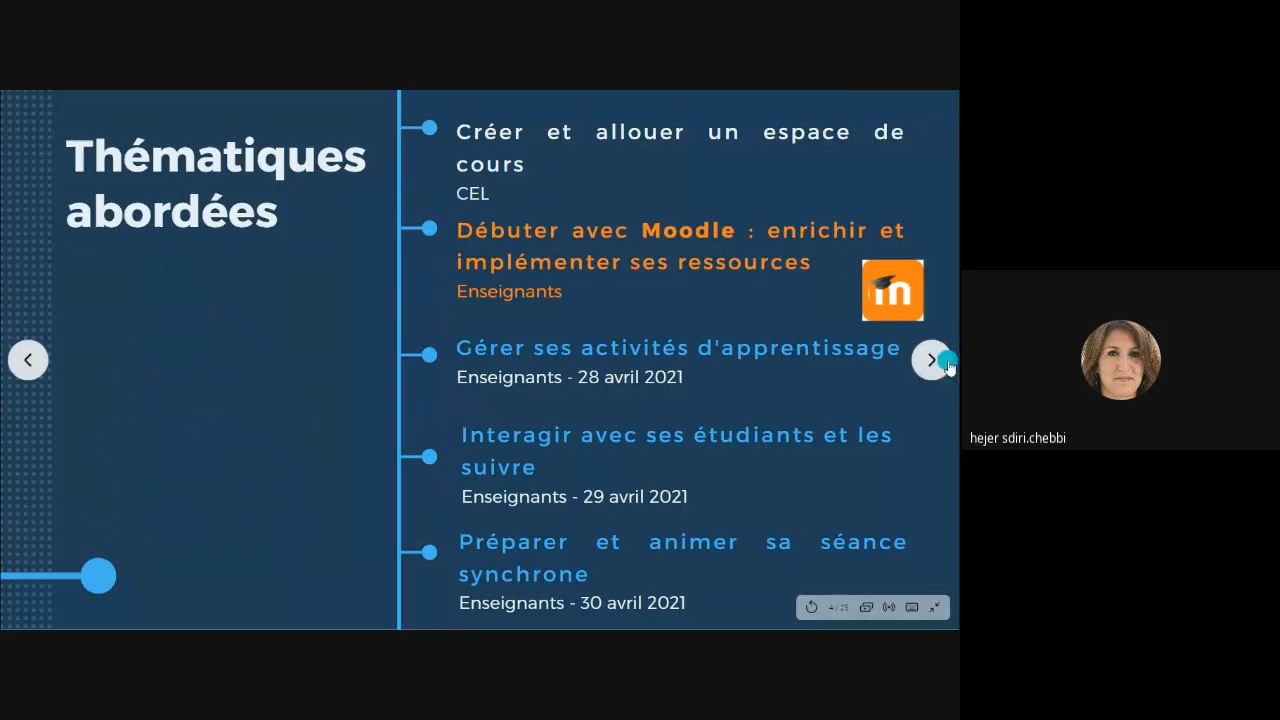 Thématiques
abordées
Créer et allouer un espace de
cours
CEL
Débuter avec Moodle : enrichir et
implémenter ses ressources
Enseignants
m
Gérer ses activités d'apprentissage
Enseignants - 28 avril 2021
Interagir avec ses étudiants et les
suivre
Enseignants - 29 avril 2021
Préparer et animer sa séance
synchrone
Enseignants - 30 avril 2021
4 / 25
hejer sdiri.chebbi